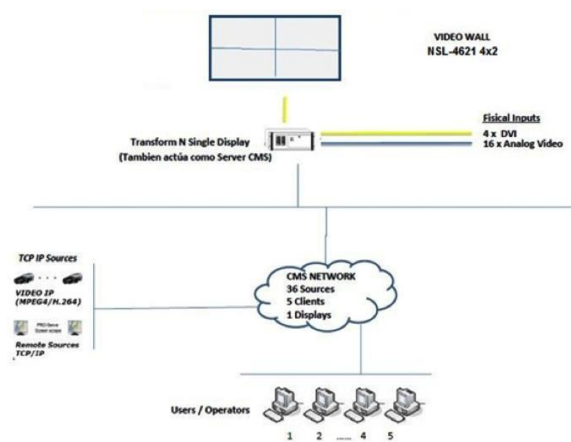 VIDEO WALL
NSL-4621 4x2
Fisical Inputs
4 x DVI
16 x Analog Video
Transform N Single Display
(Tambien actúa como Server CMS)
TCP IP Sources
VIDEO IP
(MPEG4/H.264)
Remote Sources
TCP/IP
CMS NETWORK
36 Sources
5 Clients
1 Displays
Users / Operators
1 2 ..... 4 5